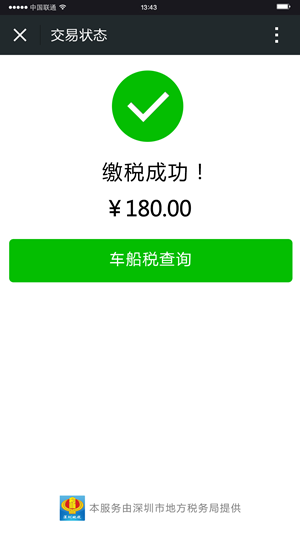 中国联通
13:43
交易状态
缴税成功！
￥180.00
车船税查询
本服务由深圳市地方税务局提供